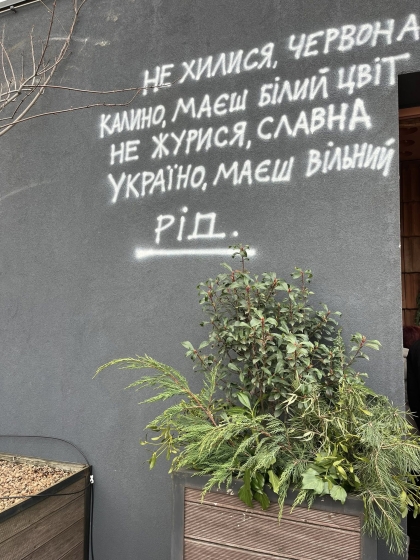 НЕ ХИЛИСЯ, ЧЕРВОНА
КАЛИНО, МАЄШ БІЛИЙ ЦВІТ
НЕ ЖУРИСЯ, СЛАВНА
УКРАЇНО, МАЄШ ВІЛЬНИЙ
РІД.